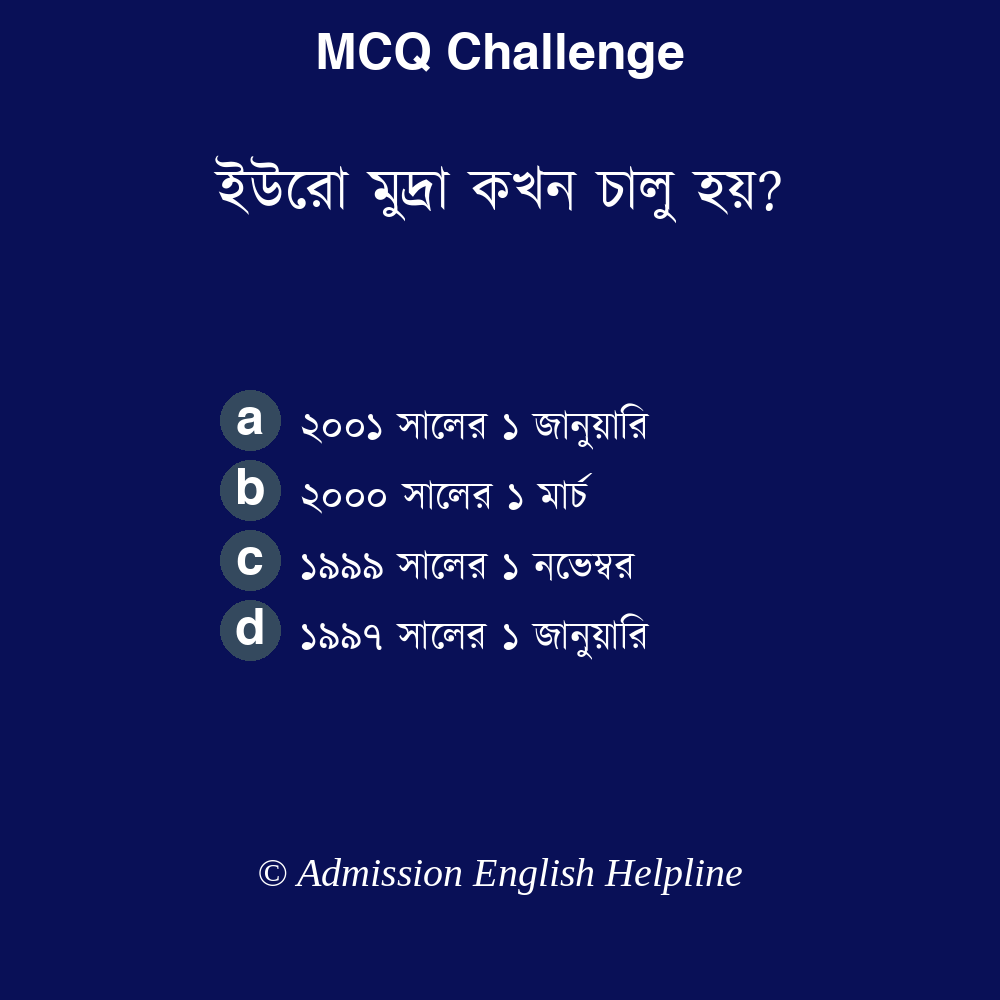 MCQ Challenge
ইউরো মুদ্রা কখন চালু হয়?
a ২০০১ সালের ১ জানুয়ারি
b ২০০০ সালের ১ মার্চ
c ১৯৯৯ সালের ১ নভেম্বর
d ১৯৯৭ সালের ১ জানুয়ারি
© Admission English Helpline